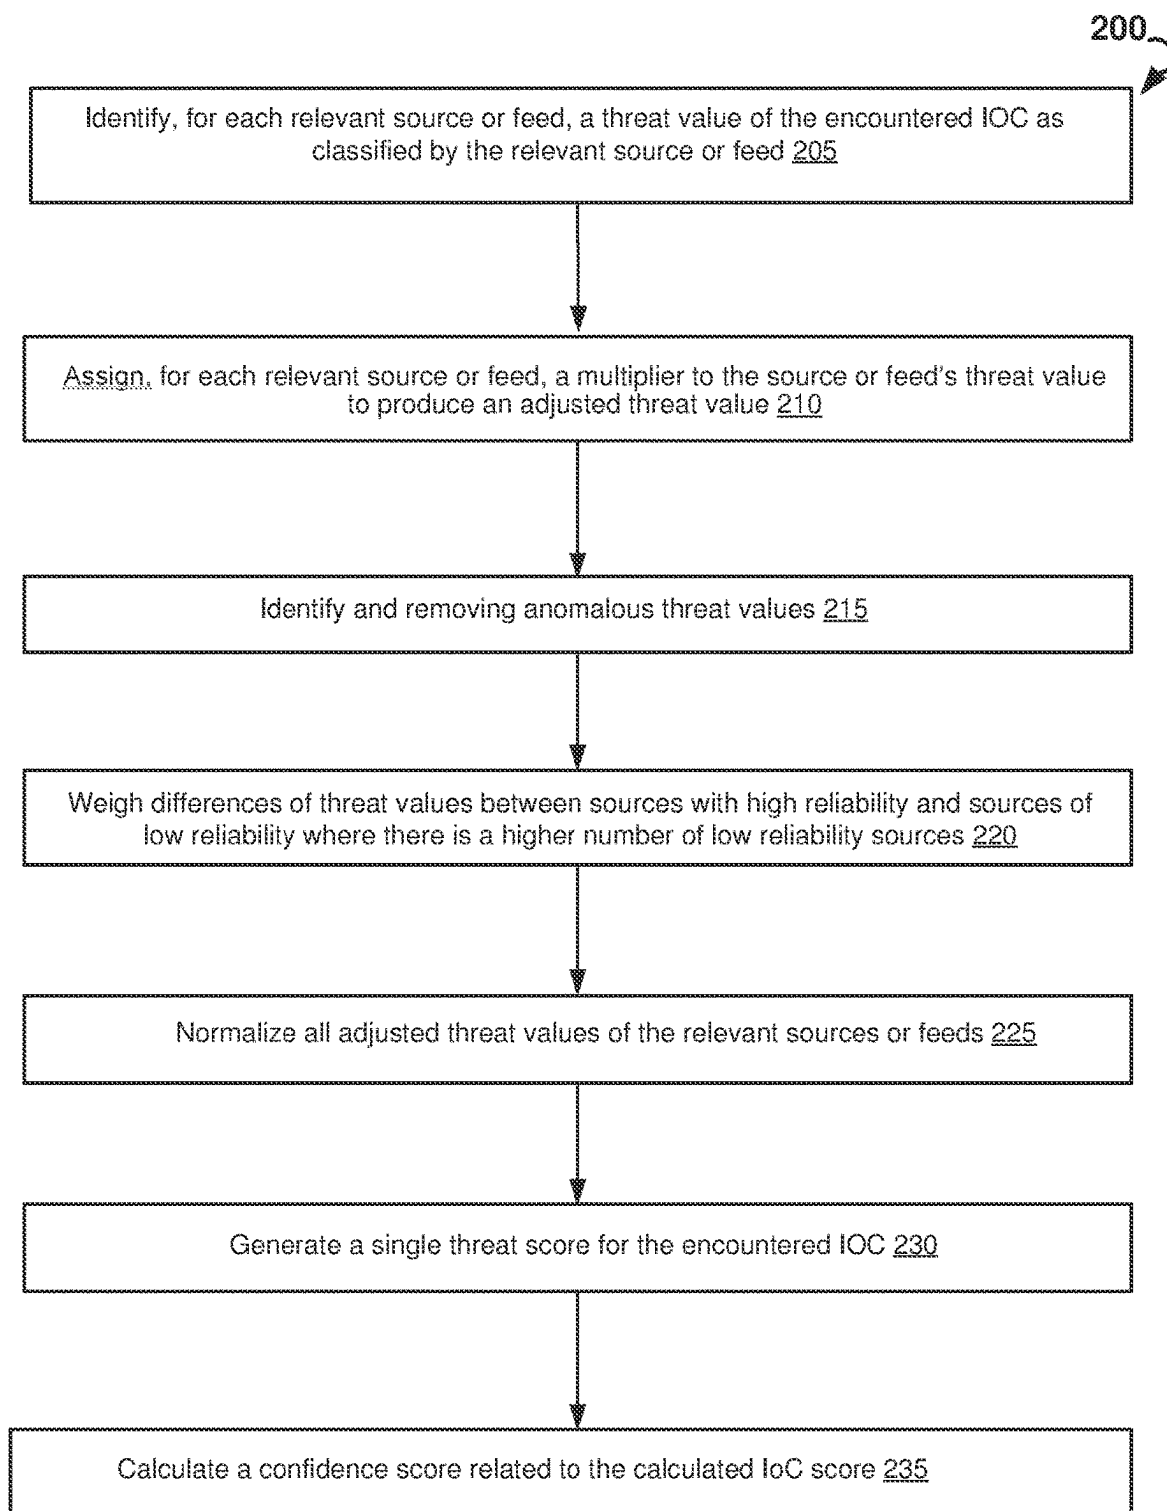 200
Identify, for each relevant source or feed, a threat value of the encountered IOC as
classified by the relevant source or feed 205
Assign, for each relevant source or feed, a multiplier to the source or feed's threat value
to produce an adjusted threat value 210
Identify and removing anomalous threat values 215
Weigh differences of threat values between sources with high reliability and sources of
low reliability where there is a higher number of low reliability sources 220
Normalize all adjusted threat values of the relevant sources or feeds 225
Generate a single threat score for the encountered IOC 230
Calculate a confidence score related to the calculated IoC score 235